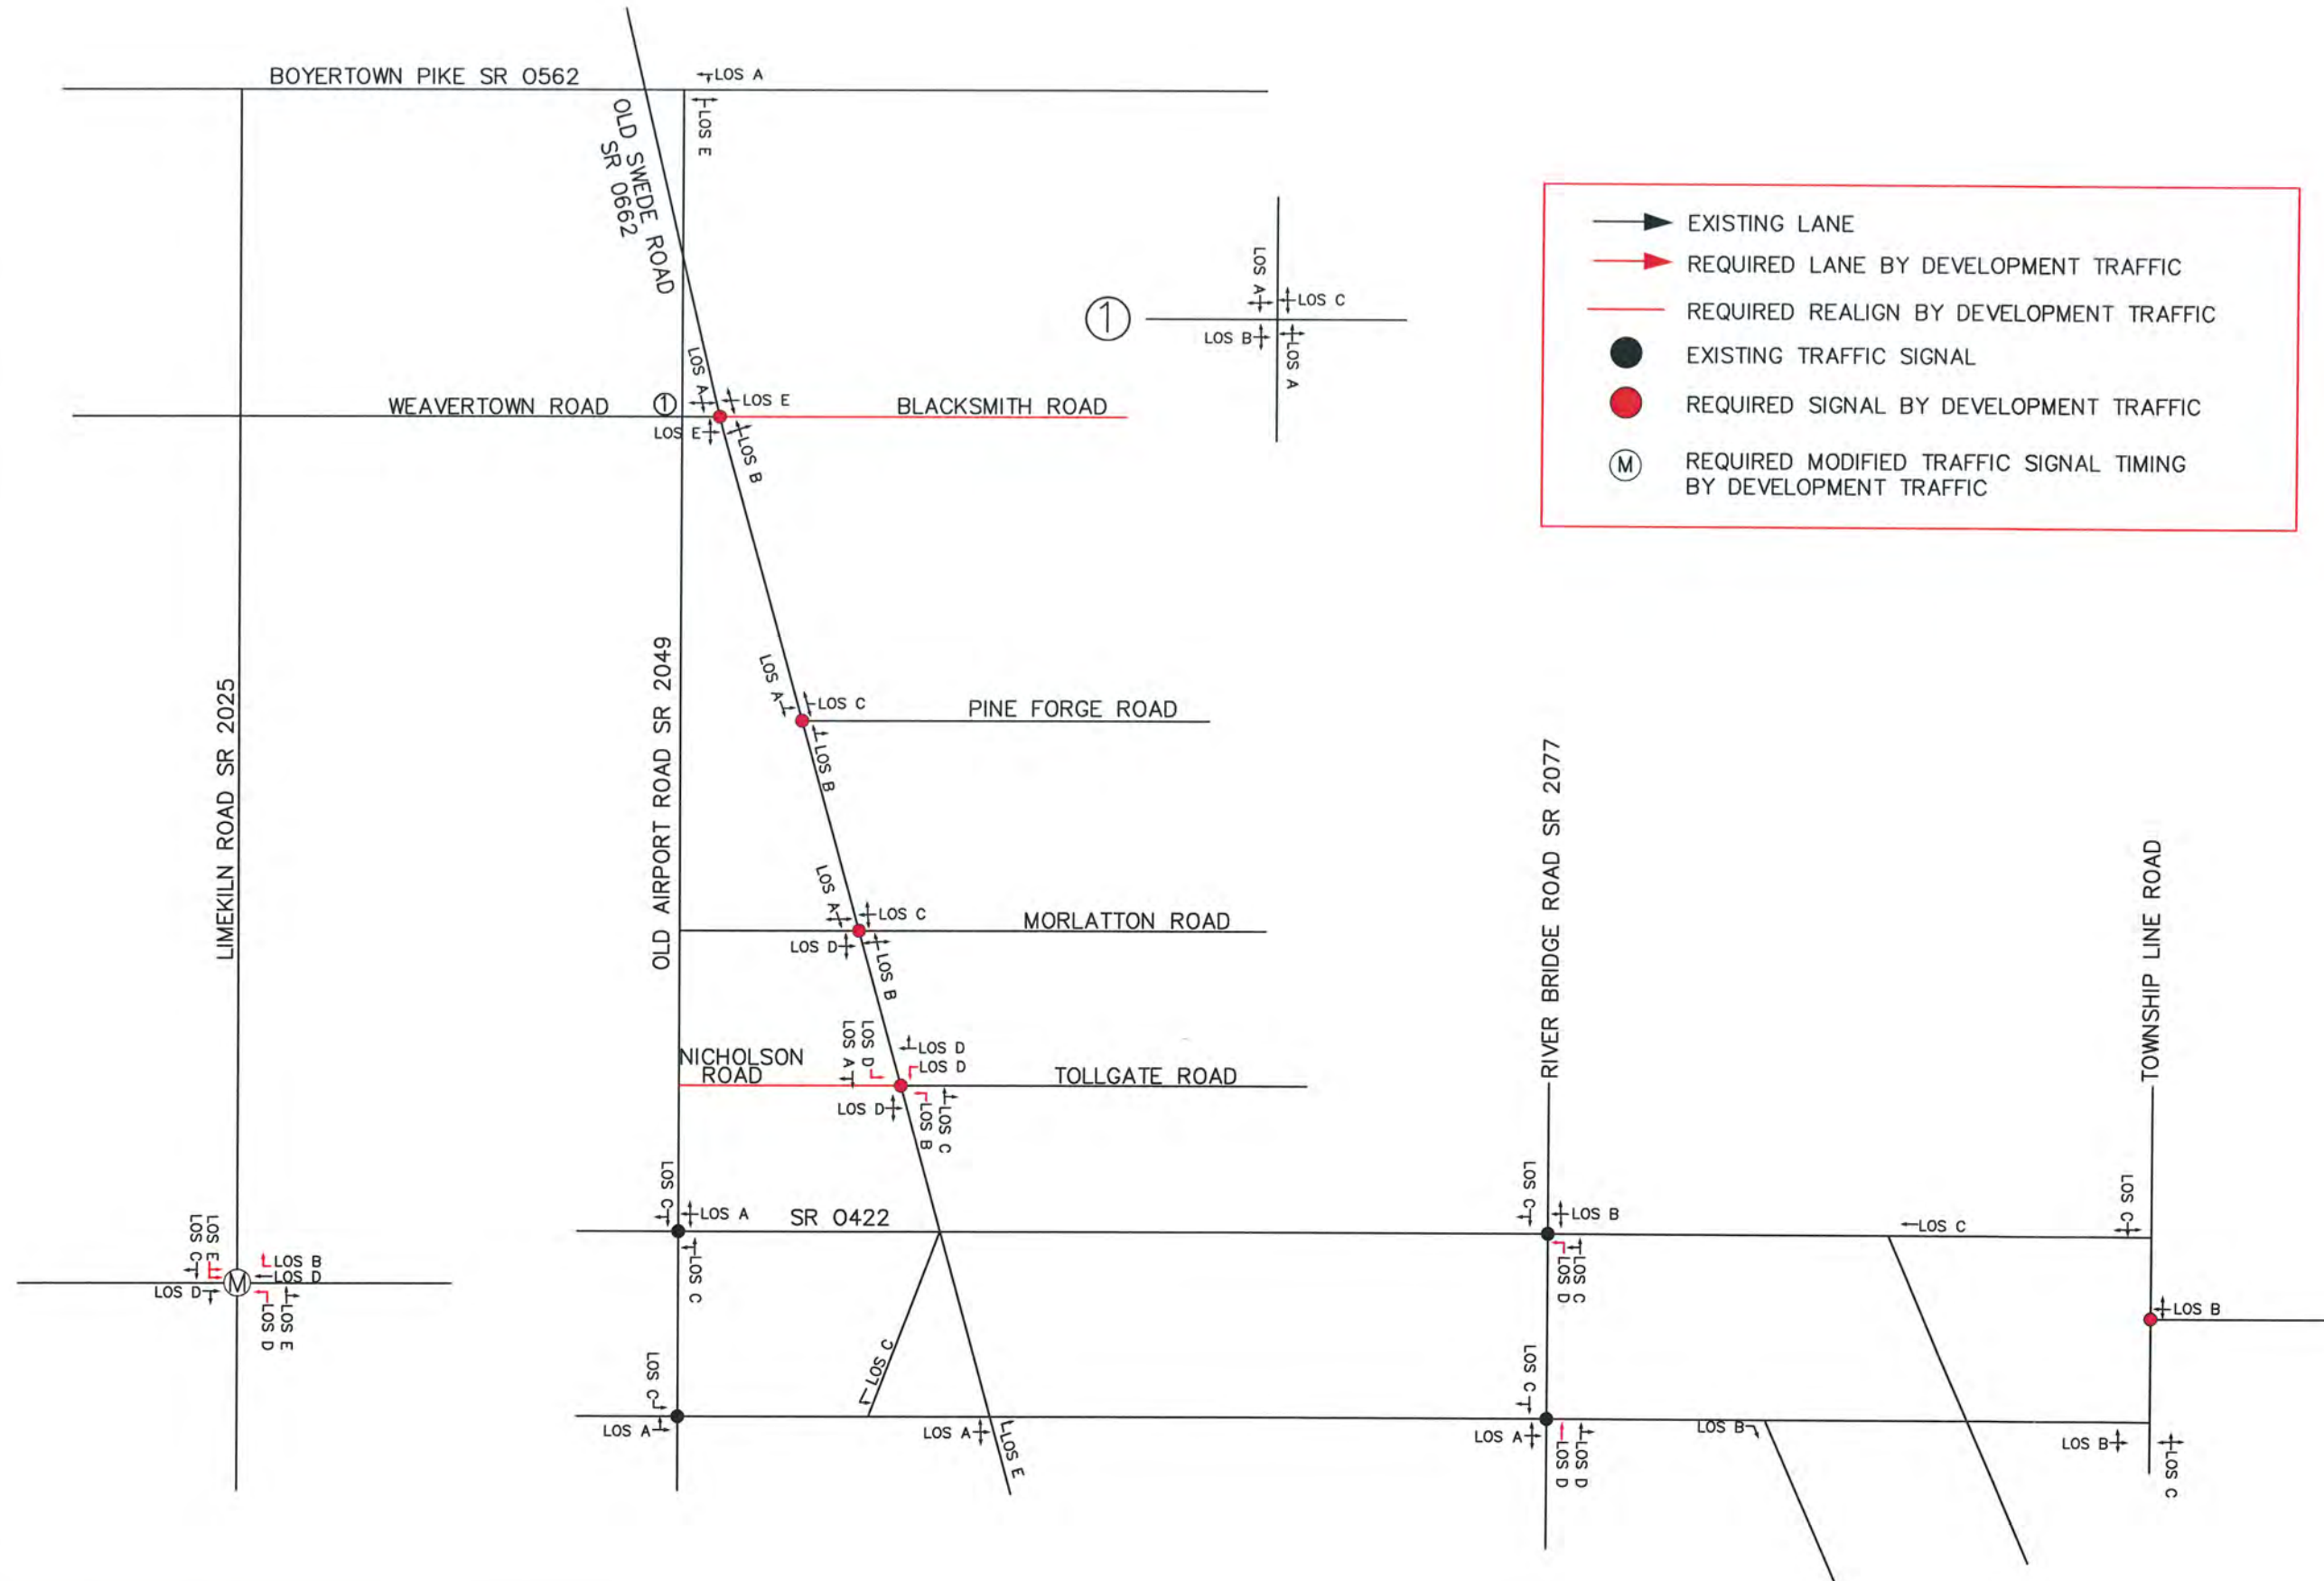 BOYERTOWN PIKE SR 0562
LOS A
LOS E
OLD SWEDE ROAD
SR 0662
EXISTING LANE
REQUIRED LANE BY DEVELOPMENT TRAFFIC
REQUIRED REALIGN BY DEVELOPMENT TRAFFIC
EXISTING TRAFFIC SIGNAL
REQUIRED SIGNAL BY DEVELOPMENT TRAFFIC
M
REQUIRED MODIFIED TRAFFIC SIGNAL TIMING
BY DEVELOPMENT TRAFFIC
LOS A
LOS C
1
LOS B
LOS A
LOS A
WEAVERTOWN ROAD
1
LOS E
BLACKSMITH ROAD
LOS E
LOS B
LIMEKILN ROAD SR 2025
OLD AIRPORT ROAD SR 2049
LOS A
LOS C
PINE FORGE ROAD
LOS B
RIVER BRIDGE ROAD SR 2077
TOWNSHIP LINE ROAD
LOS A
LOS C
MORLATTON ROAD
LOS D
LOS B
NICHOLSON
ROAD
LOS A
LOS D
LOS D
LOS D
TOLLGATE ROAD
LOS D
LOS B
LOS C
LOS C
LOS A
SR 0422
LOS C
LOS C
LOS B
LOS D
LOS C
LOS C
LOS C
LOS C
LOS E
LOS B
LOS D
M
LOS D
LOS D
LOS E
LOS B
LOS C
LOS A
LOS C
LOS A
LOS E
LOS C
LOS A
LOS D
LOS D
LOS B
LOS B
LOS C